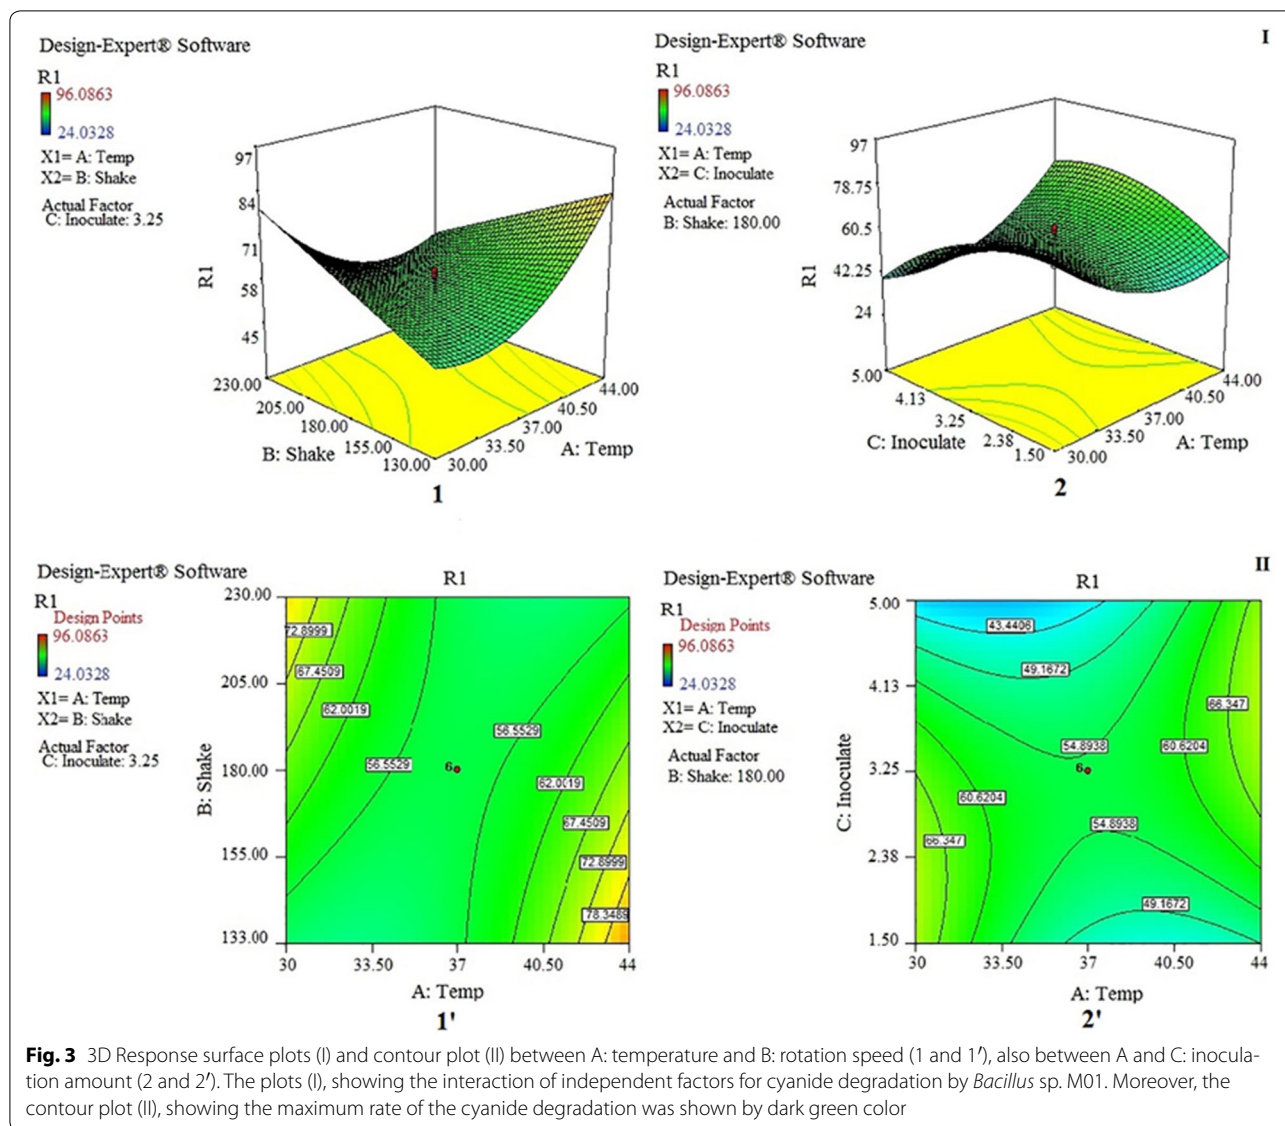 Design-Expert® Software
R1
96.0863
24.0328
X1= A: Temp
X2= B: Shake
Actual Factor
C: Inoculate: 3.25
R1
97
84
71
58
45
230.00
205.00
180.00
155.00
130.00
B: Shake
30.00
33.50
37.00
40.50
44.00
A: Temp
1
Design-Expert® Software
I
R1
96.0863
24.0328
X1= A: Temp
X2= C: Inoculate
Actual Factor
B: Shake: 180.00
R1
97
78.75
60.5
42.25
24
5.00
4.13
3.25
2.38
1.50
C: Inoculate
30.00
33.50
37.00
40.50
44.00
A: Temp
2
Design-Expert® Software
R1
Design Points
96.0863
24.0328
X1= A: Temp
X2= B: Shake
Actual Factor
C: Inoculate: 3.25
R1
B: Shake
230.00
205.00
180.00
155.00
133.00
72.8999
67.4509
62.0019
56.5529
6
56.5529
62.0019
67.4509
72.8999
78.3489
30
33.50
37
40.50
44
A: Temp
1'
Design-Expert® Software
II
R1
Design Points
96.0863
24.0328
X1= A: Temp
X2= C: Inoculate
Actual Factor
B: Shake: 180.00
R1
C: Inoculate
5.00
4.13
3.25
2.38
1.50
43.4406
49.1672
66.347
54.8938
60.6204
6
60.6204
54.8938
66.347
49.1672
30
33.50
37
40.50
44
A: Temp
2'
Fig. 3 3D Response surface plots (I) and contour plot (II) between A: temperature and B: rotation speed (1 and 1′), also between A and C: inocula-
tion amount (2 and 2′). The plots (I), showing the interaction of independent factors for cyanide degradation by Bacillus sp. M01. Moreover, the
contour plot (II), showing the maximum rate of the cyanide degradation was shown by dark green color